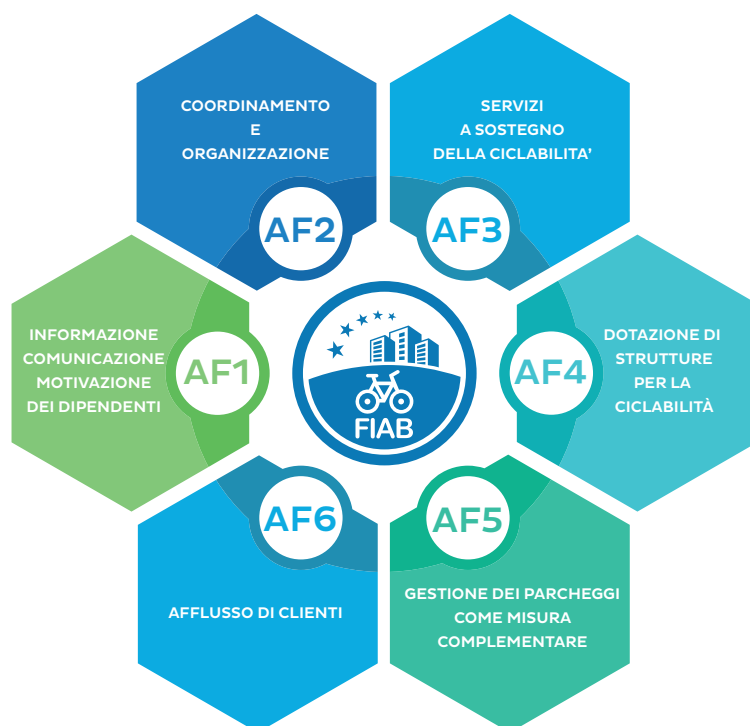 COORDINAMENTO
E
ORGANIZZAZIONE
AF2
SERVIZI
A SOSTEGNO
DELLA CICLABILITA'
AF3
INFORMAZIONE
COMUNICAZIONE
MOTIVAZIONE
DEI DIPENDENTI
AF1
FIAB
AF4
DOTAZIONE DI
STRUTTURE
PER LA
CICLABILITÀ
AF6
AFFLUSSO DI CLIENTI
AF5
GESTIONE DEI PARCHEGGI
COME MISURA
COMPLEMENTARE